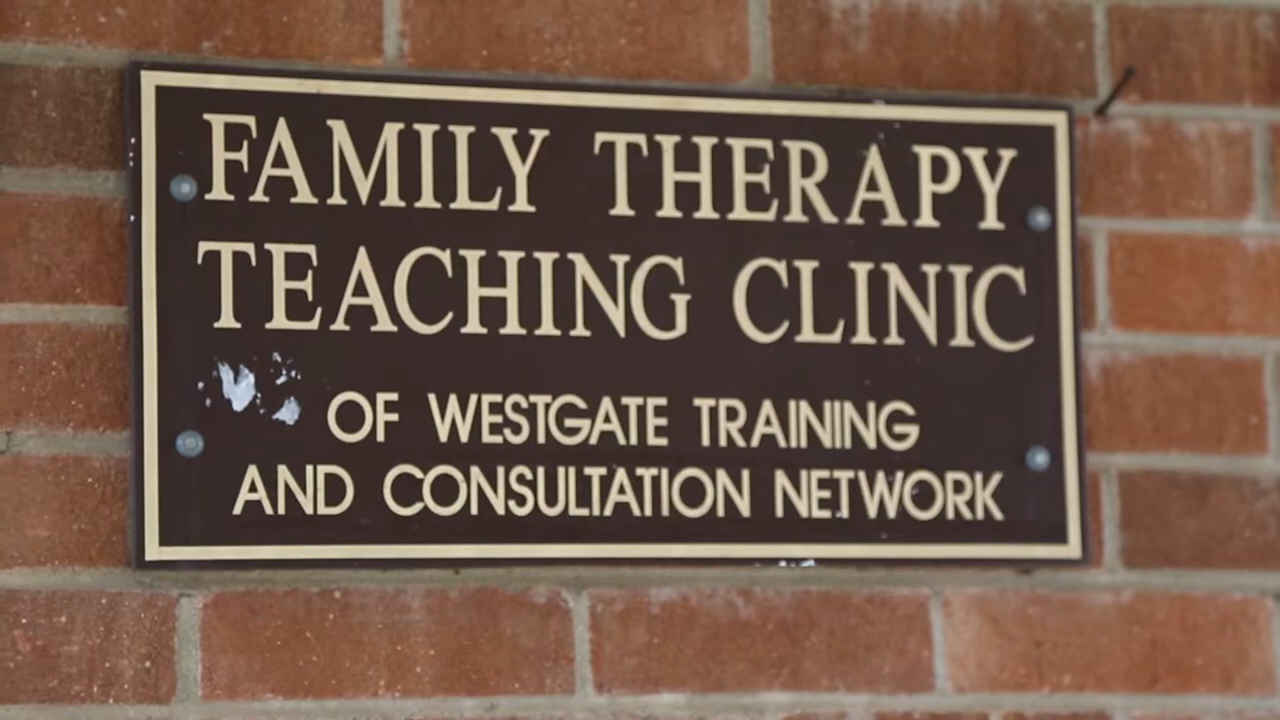 FAMILY THERAPY
TEACHING CLINIC
OF WESTGATE TRAINING
AND CONSULTATION NETWORK